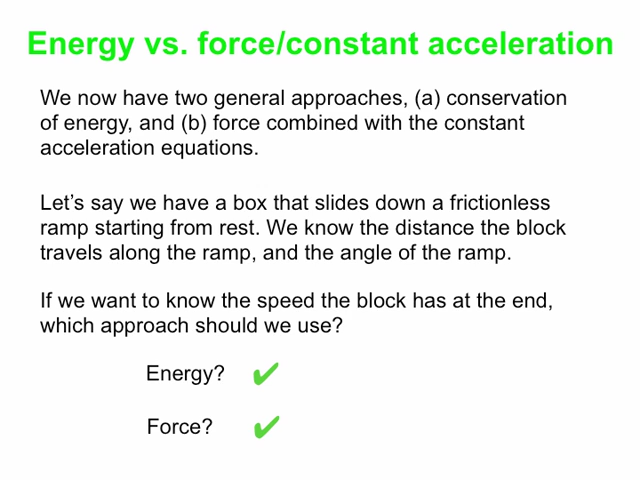 Energy vs. force/constant acceleration
We now have two general approaches, (a) conservation
of energy, and (b) force combined with the constant
acceleration equations.
Let’s say we have a box that slides down a frictionless
ramp starting from rest. We know the distance the block
travels along the ramp, and the angle of the ramp.
If we want to know the speed the block has at the end,
which approach should we use?
Energy? ✔
Force? ✔